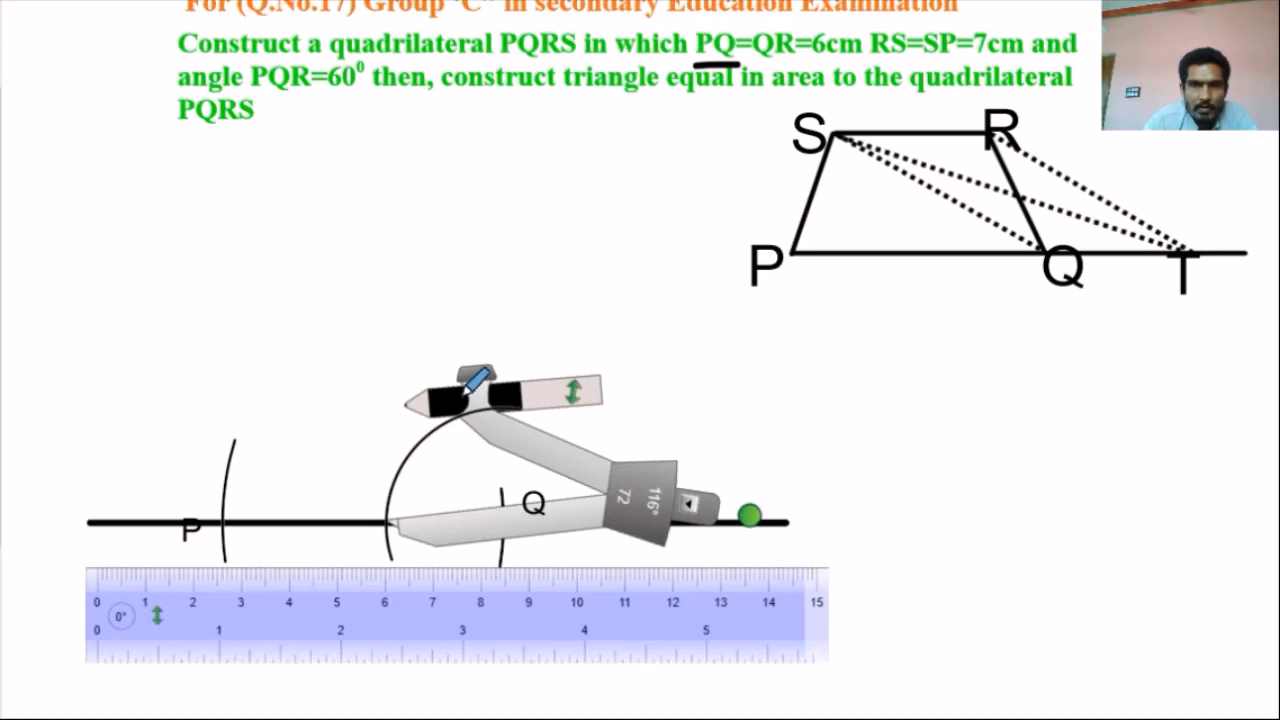 For (Q.No.17) Group "C" in secondary Education Examination
Construct a quadrilateral PQRS in which PQ=QR=6cm RS=SP=7cm and
angle PQR=60⁰ then, construct triangle equal in area to the quadrilateral
PQRS
S R
P Q T
116°
72
Q
P
0 1 2 3 4 5 6 7 8 9 10 11 12 13 14 15
0°
0 1 2 3 4 5